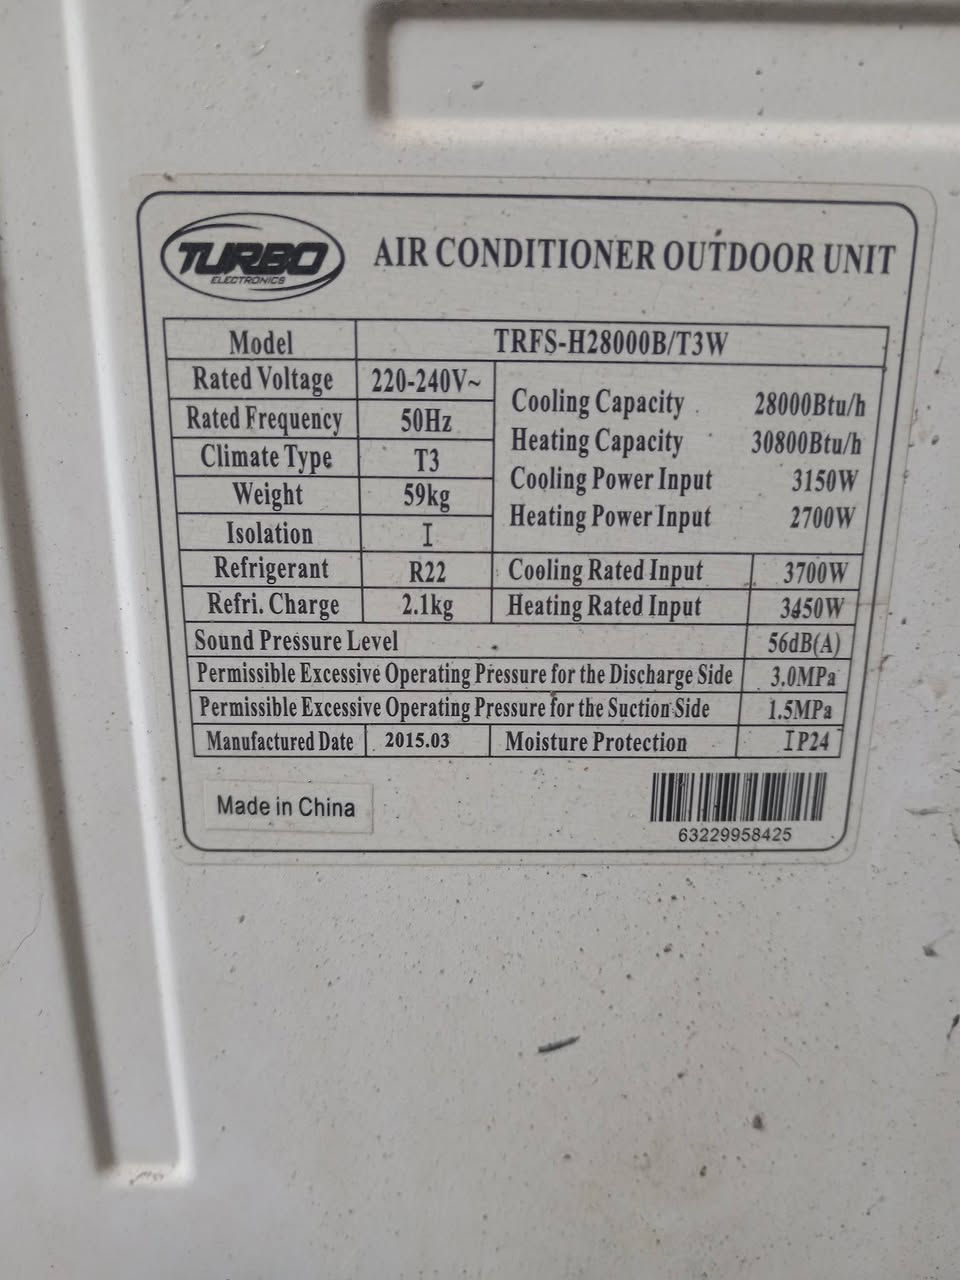 TURBO
ELECTRONICS
AIR CONDITIONER OUTDOOR UNIT
Model TRFS-H28000B/T3W
Rated Voltage 220-240V~
Rated Frequency 50Hz
Climate Type T3
Weight 59kg
Isolation I
Cooling Capacity 28000Btu/h
Heating Capacity 30800Btu/h
Cooling Power Input 3150W
Heating Power Input 2700W
Refrigerant R22 Cooling Rated Input 3700W
Refri. Charge 2.1kg Heating Rated Input 3450W
Sound Pressure Level 56dB(A)
Permissible Excessive Operating Pressure for the Discharge Side 3.0MPa
Permissible Excessive Operating Pressure for the Suction Side 1.5MPa
Manufactured Date 2015.03 Moisture Protection IP24
Made in China
63229958425